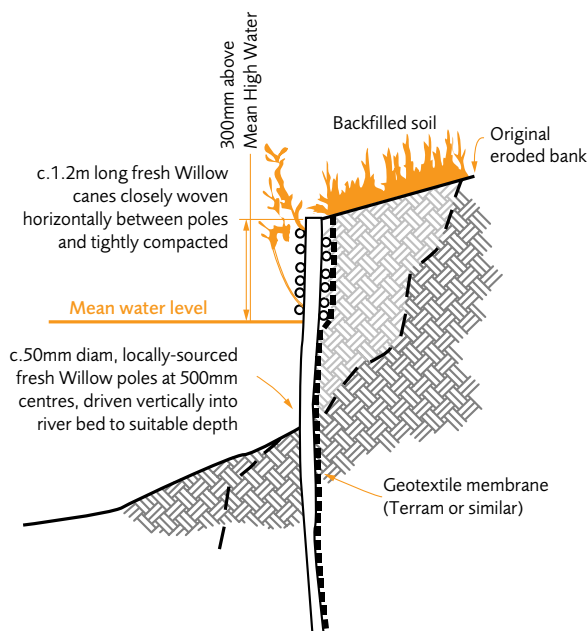 300mm above
Mean High Water
Backfilled soil
Original
eroded bank
c.1.2m long fresh Willow
canes closely woven
horizontally between poles
and tightly compacted
Mean water level
c.50mm diam, locally-sourced
fresh Willow poles at 500mm
centres, driven vertically into
river bed to suitable depth
Geotextile membrane
(Terram or similar)